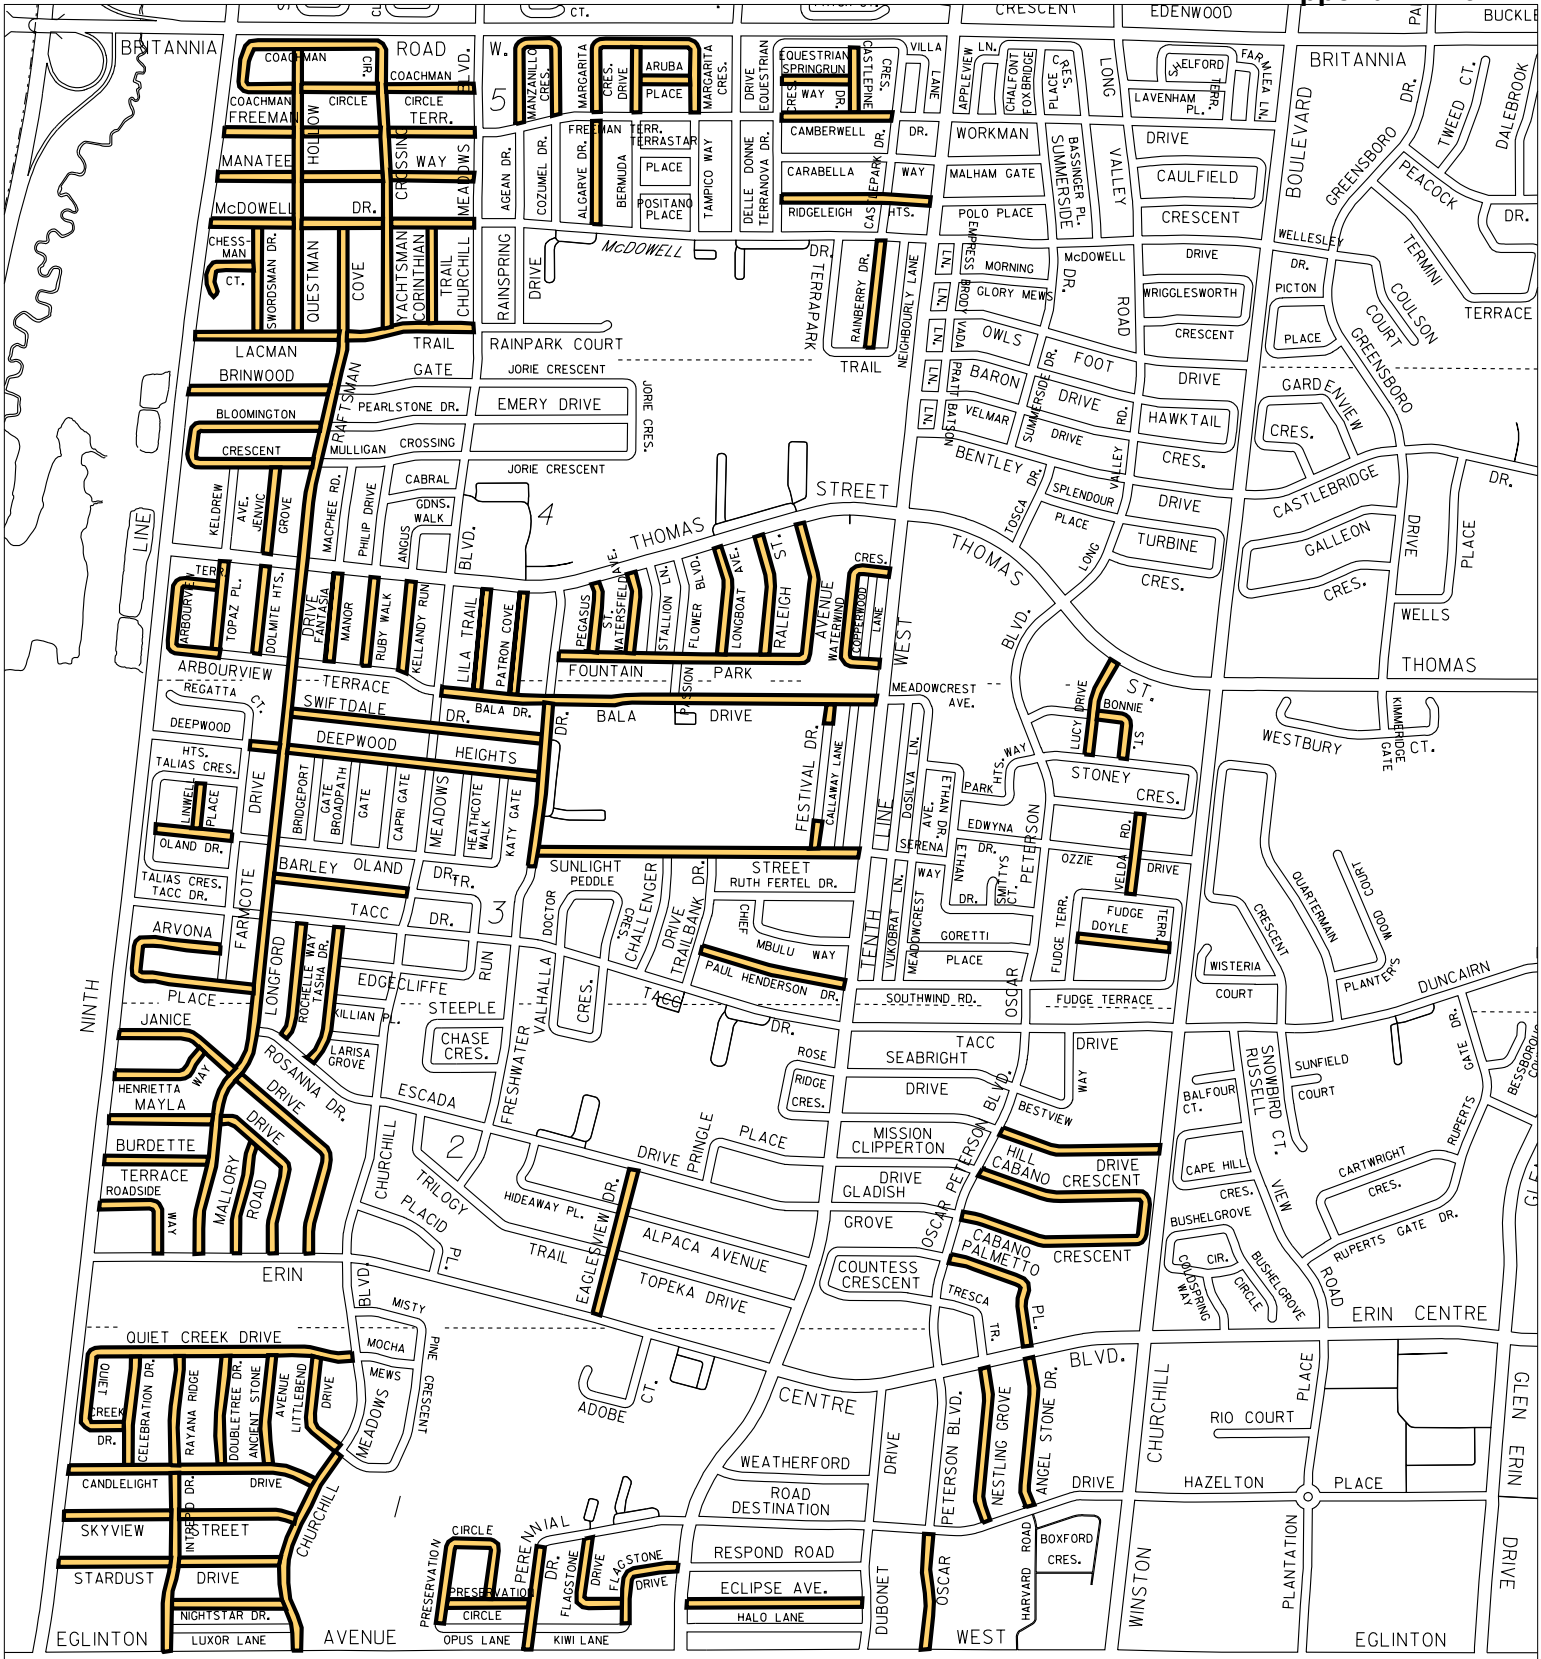 CT.
CRESCENT
EDENWOOD
BUCKLE
BRITANNIA
ROAD
W.
BRITANNIA
COACHMAN
CIR.
COACHMAN
BLVD.
COACHMAN
CIRCLE
CIRCLE
FREEMAN
TERR.
HOLLOW
MANATEE
WAY
CROSSING
MEADOWS
McDOWELL
DR.
5
MANZANILLO
CRES.
MARGARITA
CRES.
DRIVE
ARUBA
PLACE
MARGARITA
CRES.
DRIVE
EQUESTRIAN
EQUESTRIAN
SPRINGRUN
CRES.
WAY
DR.
CASTLEPINE
CRES.
VILLA
LANE
LN.
APPLEVIEW
CHALFONT
FOXBRIDGE
PLACE
CRES.
LONG
SHELFORD
TERR.
LAVENHAM
PL.
FARMLEA LN.
BOULEVARD
DR.
GREENSBORO
TWEED CT.
DALEBROOK
PEACOCK
DR.
FREEMAN TERR.
TERRASTAR
PLACE
POSITANO
PLACE
AGEAN DR.
COZUMEL DR.
ALGARVE DR.
BERMUDA
TAMPICO WAY
DELLE DONNE
TERRANOVA DR.
CAMBERWELL
DR.
CARABELLA
WAY
CASTLEPARK DR.
RIDGELEIGH
HTS.
WORKMAN
DRIVE
MALHAM GATE
BASSINGER PL.
SUMMERSIDE
VALLEY
CAULFIELD
POLO PLACE
CRESCENT
CHESS-
MAN
CT.
SWORDSMAN DR.
QUESTMAN
COVE
YACHTSMAN
CORINTHIAN
TRAIL
CHURCHILL
RAINSPRING
DRIVE
McDOWELL
DR.
TERRAPARK
RAINBERRY DR.
NEIGHBOURLY LANE
EMPRESS
LN.
MORNING
McDOWELL
DRIVE
GLORY MEWS
DR.
BRODY
LN.
VADA
LN.
OWLS
FOOT
DRIVE
ROAD
WRIGGLESWORTH
CRESCENT
WELLESLEY
DR.
PICTON
PLACE
TERMINI
TERRACE
COULSON
COURT
GREENSBORO
LACMAN
TRAIL
RAINPARK COURT
TRAIL
BRINWOOD
GATE
JORIE CRESCENT
CRAFTSMAN
PEARLSTONE DR.
EMERY DRIVE
JORIE CRES.
BLOOMINGTON
CRESCENT
MULLIGAN
CROSSING
JORIE CRESCENT
PRATT
LN.
BATSON
LN.
BARON
DRIVE
VELMAR
DRIVE
SUMMERSIDE DR.
RD.
VALLEY
HAWKTAIL
CRES.
GARDENVIEW
CRES.
BENTLEY
DRIVE
CASTLEBRIDGE
DR.
KELDREW
AVE.
JENVIC
GROVE
MACPHEE RD.
PHILIP DRIVE
ANGUS
CABRAL
GDNS.
WALK
BLVD.
4
THOMAS
STREET
TOSCA
DR.
SPLENDOUR
PLACE
LONG
TURBINE
CRES.
GALLEON
CRES.
DRIVE
PLACE
WELLS
THOMAS
LINE
TERR.
ARBOURVIEW
TOPAZ PL.
DOLMITE HTS.
DRIVE
FANTASIA
MANOR
RUBY WALK
KELLANDY RUN
LILA TRAIL
PATRON COVE
PEGASUS
ST.
WATERSFIELD
AVE.
STALLION LN.
FLOWER
BLVD.
LONGBOAT
AVE.
RALEIGH
ST.
AVENUE
WATERWIND
CRES.
COPPERWOOD
LANE
WEST
BLVD.
THOMAS
ST.
ARBOURVIEW
TERRACE
FOUNTAIN
PARK
PASSION
REGATTA
CT.
SWIFTDALE
DR.
BALA DR.
DR.
BALA
DRIVE
MEADOWCREST
AVE.
LUCY DRIVE
BONNIE
ST.
WESTBURY
CT.
KIMMERIDGE
GATE
DEEPWOOD
HTS.
DEEPWOOD
HEIGHTS
TALIAS CRES.
LINWELL
PLACE
OLAND DR.
DRIVE
BRIDGEPORT
GATE
BROADPATH
GATE
CAPRI GATE
MEADOWS
HEATHCOTE
WALK
KATY GATE
FESTIVAL DR.
CALLAWAY LANE
LINE
DASILVA LN.
AVE.
ETHAN DR.
PARK
HTS.
WAY
STONEY
CRES.
EDWYNA
DR.
PETERSON
SERENA
WAY
ETHAN
DR.
SMITTYS
CT.
OZZIE
DRIVE
VELDA
RD.
TALIAS CRES.
TACC DR.
BARLEY
OLAND
DR.
TR.
TACC
DR.
3
SUNLIGHT
STREET
PEDDLE
CRES.
CHALLENGER
DRIVE
TRAILBANK DR.
RUTH FERTEL DR.
CHIEF
MBULU
WAY
PAUL HENDERSON DR.
TENTH
VUKOBRAT LN.
MEADOWCREST
GORETTI
PLACE
FUDGE TERR.
FUDGE
DOYLE
TERR.
QUARTERMAIN
WOOD COURT
CRESCENT
WISTERIA
COURT
PLANTER'S
DUNCAIRN
ARVONA
PLACE
FARMCOTE
LONGFORD
ROCHELLE WAY
TASHA DR.
EDGECLIFFE
KILLIAN PL.
RUN
STEEPLE
CHASE
CRES.
DOCTOR
VALHALLA
CRES.
FRESHWATER
TACC
DR.
SOUTHWIND RD.
OSCAR
FUDGE TERRACE
NINTH
JANICE
HENRIETTA
WAY
ROSANNA DR.
LARISA
GROVE
ESCADA
MAYLA
DRIVE
DRIVE
BURDETTE
TERRACE
ROADSIDE
WAY
MALLORY
ROAD
CHURCHILL
2
TRILOGY
TRAIL
PLACID
PL.
DRIVE
PRINGLE
PLACE
HIDEAWAY PL.
EAGLESVIEW DR.
ALPACA AVENUE
TOPEKA DRIVE
ROSE
RIDGE
CRES.
TACC
DRIVE
SEABRIGHT
DRIVE
WAY
BESTVIEW
MISSION
CLIPPERTON
DRIVE
GLADISH
GROVE
BLVD.
OSCAR PETERSON
HILL
CABANO
DRIVE
CRESCENT
CABANO
PALMETTO
CRESCENT
PL.
COUNTESS
CRESCENT
TRESCA
TR.
SNOWBIRD CT.
RUSSELL
VIEW
ROAD
SUNFIELD
COURT
BALFOUR
CT.
CAPE HILL
CRES.
CARTWRIGHT
CRES.
RUPERTS
GATE DR.
RUPERTS GATE DR.
BESSBOROUGH
BUSHELGROVE
CIR.
COLDSPRING
WAY
BUSHELGROVE
CIRCLE
ERIN
BLVD.
MISTY
PINE
CRESCENT
MOCHA
MEWS
MEADOWS
ERIN CENTRE
BLVD.
QUIET CREEK DRIVE
QUIET
CREEK
DR.
CELEBRATION DR.
RAYANA RIDGE
DOUBLETREE DR.
ANCIENT STONE
AVENUE
LITTLEBEND
DRIVE
CANDLELIGHT
DRIVE
INTREPID DR.
SKYVIEW
STREET
CHURCHILL
STARDUST
DRIVE
NIGHTSTAR DR.
LUXOR LANE
EGLINTON
AVENUE
1
ADOBE
CT.
CENTRE
WEATHERFORD
ROAD
DESTINATION
DRIVE
PETERSON BLVD.
NESTLING GROVE
ANGEL STONE DR.
DRIVE
HAZELTON
PLACE
RIO COURT
PLACE
CHURCHILL
GLEN ERIN
DRIVE
PRESERVATION
CIRCLE
PRESERVATION
CIRCLE
OPUS LANE
PERENNIAL
DR.
FLAGSTONE
DRIVE
FLAGSTONE
DRIVE
KIWI LANE
RESPOND ROAD
ECLIPSE AVE.
HALO LANE
DUBONET
OSCAR
WEST
HARVARD ROAD
BOXFORD
CRES.
WINSTON
PLANTATION
EGLINTON